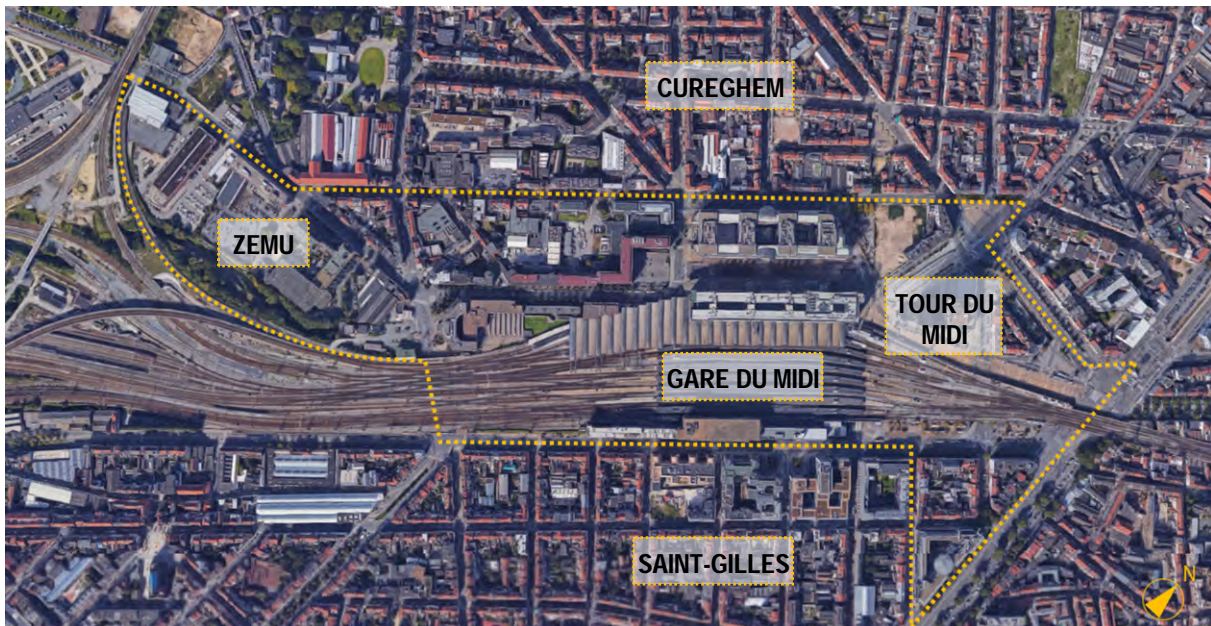 CUREGHEM
ZEMU
TOUR DU
MIDI
GARE DU MIDI
SAINT-GILLES
N